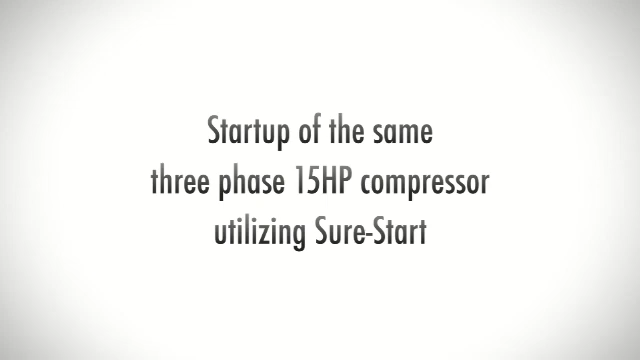 Startup of the same
three phase 15HP compressor
utilizing Sure-Start